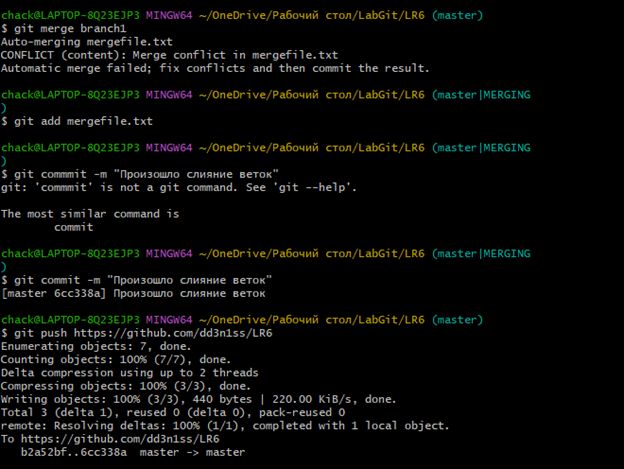 chack@LAPTOP-8Q23EJP3 MINGW64 ~/OneDrive/Рабочий стол/LabGit/LR6 (master)
$ git merge branch1
Auto-merging mergefile.txt
CONFLICT (content): Merge conflict in mergefile.txt
Automatic merge failed; fix conflicts and then commit the result.
chack@LAPTOP-8Q23EJP3 MINGW64 ~/OneDrive/Рабочий стол/LabGit/LR6 (master|MERGING
)
$ git add mergefile.txt
chack@LAPTOP-8Q23EJP3 MINGW64 ~/OneDrive/Рабочий стол/LabGit/LR6 (master|MERGING
)
$ git commmit -m "Произошло слияние веток"
git: 'commmit' is not a git command. See 'git --help'.
The most similar command is
commit
chack@LAPTOP-8Q23EJP3 MINGW64 ~/OneDrive/Рабочий стол/LabGit/LR6 (master|MERGING
)
$ git commit -m "Произошло слияние веток"
[master 6cc338a] Произошло слияние веток
chack@LAPTOP-8Q23EJP3 MINGW64 ~/OneDrive/Рабочий стол/LabGit/LR6 (master)
$ git push https://github.com/dd3n1ss/LR6
Enumerating objects: 7, done.
Counting objects: 100% (7/7), done.
Delta compression using up to 2 threads
Compressing objects: 100% (3/3), done.
Writing objects: 100% (3/3), 440 bytes | 220.00 KiB/s, done.
Total 3 (delta 1), reused 0 (delta 0), pack-reused 0
remote: Resolving deltas: 100% (1/1), completed with 1 local object.
To https://github.com/dd3n1ss/LR6
b2a52bf..6cc338a  master -> master